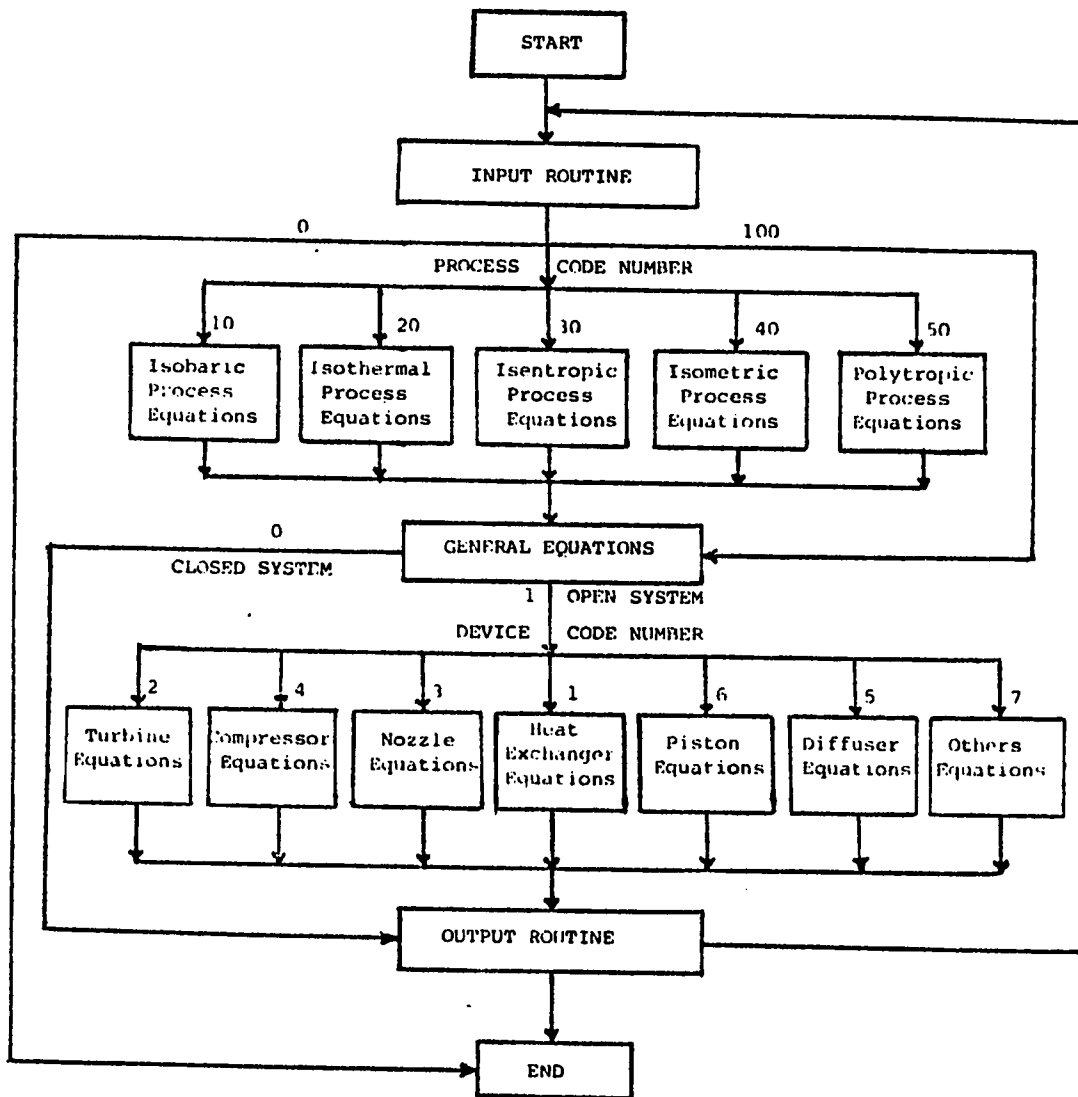 START
INPUT ROUTINE
0
100
PROCESS CODE NUMBER
10
20
30
40
50
Isobaric
Process
Equations
Isothermal
Process
Equations
Isentropic
Process
Equations
Isometric
Process
Equations
Polytropic
Process
Equations
0
CLOSED SYSTEM
GENERAL EQUATIONS
1 OPEN SYSTEM
DEVICE CODE NUMBER
2
4
3
1
6
5
7
Turbine
Equations
Compressor
Equations
Nozzle
Equations
Heat
Exchanger
Equations
Piston
Equations
Diffuser
Equations
Others
Equations
OUTPUT ROUTINE
END